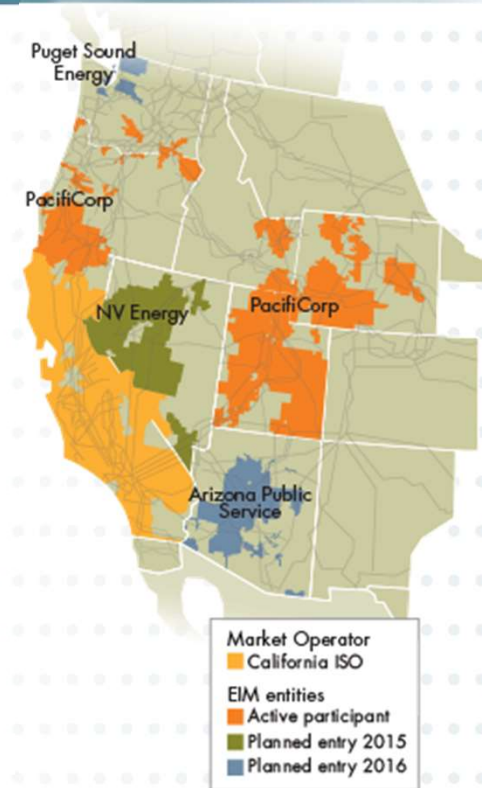 Puget Sound
Energy
PacifiCorp
NV Energy
PacifiCorp
Arizona Public
Service
Market Operator
California ISO
EIM entities
Active participant
Planned entry 2015
Planned entry 2016